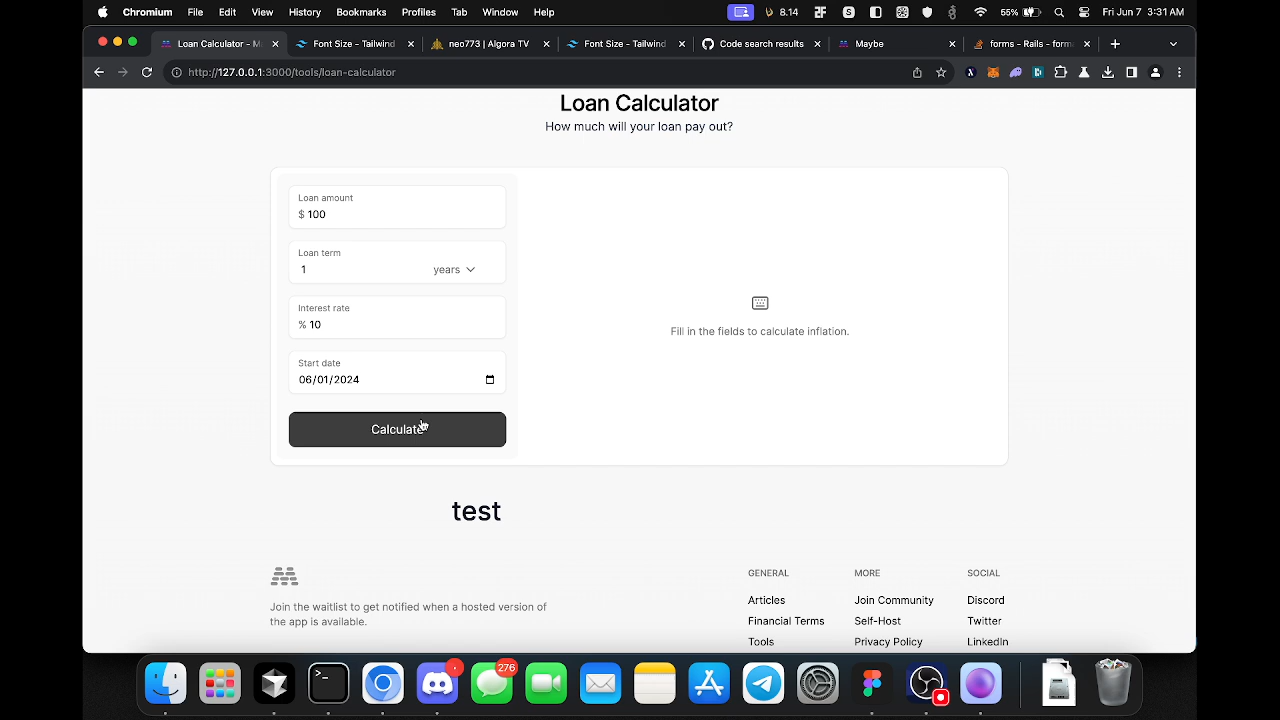 Chromium File Edit View History Bookmarks Profiles Tab Window Help 8.14 55% Fri Jun 7 3:31 AM
Loan Calculator - M Font Size - Tailwind neo773 | Algora TV Font Size - Tailwind Code search results Maybe forms - Rails - form
http://127.0.0.1:3000/tools/loan-calculator
Loan Calculator
How much will your loan pay out?
Loan amount
$ 100
Loan term
1 years
Interest rate
% 10
Start date
06/01/2024
Calculate
Fill in the fields to calculate inflation.
test
Join the waitlist to get notified when a hosted version of
the app is available.
GENERAL
Articles
Financial Terms
Tools
MORE
Join Community
Self-Host
Privacy Policy
SOCIAL
Discord
Twitter
LinkedIn
276